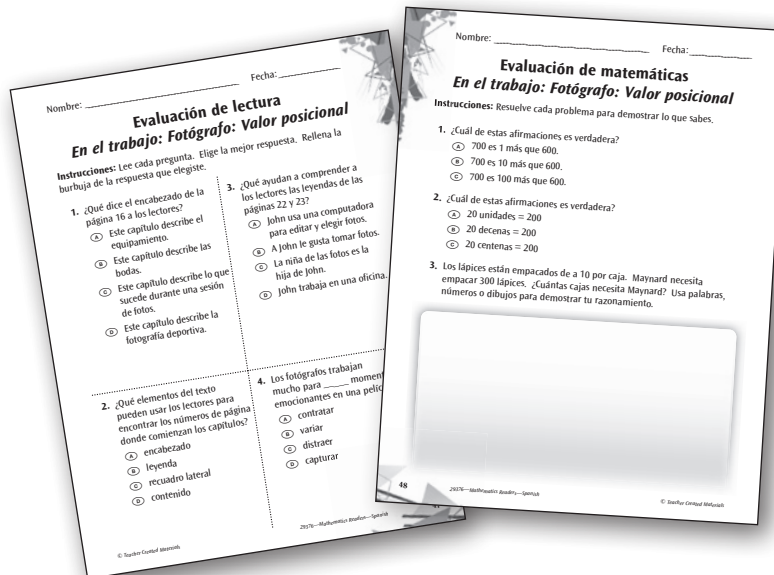 Nombre: Fecha:
Evaluación de lectura
En el trabajo: Fotógrafo: Valor posicional
Instrucciones: Lee cada pregunta. Elige la mejor respuesta. Rellena la
burbuja de la respuesta que elegiste.
1. ¿Qué dice el encabezado de la
página 16 a los lectores?
A Este capítulo describe el
equipamiento.
B Este capítulo describe las
bodas.
C Este capítulo describe lo que
sucede durante una sesión
de fotos.
D Este capítulo describe la
fotografía deportiva.
2. ¿Qué elementos del texto
pueden usar los lectores para
encontrar los números de página
donde comienzan los capítulos?
A encabezado
B leyenda
C recuadro lateral
D contenido
3. ¿Qué ayudan a comprender a
los lectores las leyendas de las
páginas 22 y 23?
A John usa una computadora
para editar y elegir fotos.
B A John le gusta tomar fotos.
C La niña de las fotos es la
hija de John.
D John trabaja en una oficina.
4. Los fotógrafos trabajan
mucho para _____ moment
emocionantes en una pelíc
A contratar
B variar
C distraer
D capturar
© Teacher Created Materials
29376—Mathematics Readers—Spanish
Nombre: Fecha:
Evaluación de matemáticas
En el trabajo: Fotógrafo: Valor posicional
Instrucciones: Resuelve cada problema para demostrar lo que sabes.
1. ¿Cuál de estas afirmaciones es verdadera?
A 700 es 1 más que 600.
B 700 es 10 más que 600.
C 700 es 100 más que 600.
2. ¿Cuál de estas afirmaciones es verdadera?
A 20 unidades = 200
B 20 decenas = 200
C 20 centenas = 200
3. Los lápices están empacados de a 10 por caja. Maynard necesita
empacar 300 lápices. ¿Cuántas cajas necesita Maynard? Usa palabras,
números o dibujos para demostrar tu razonamiento.
48
29376—Mathematics Readers—Spanish
© Teacher Created Materials